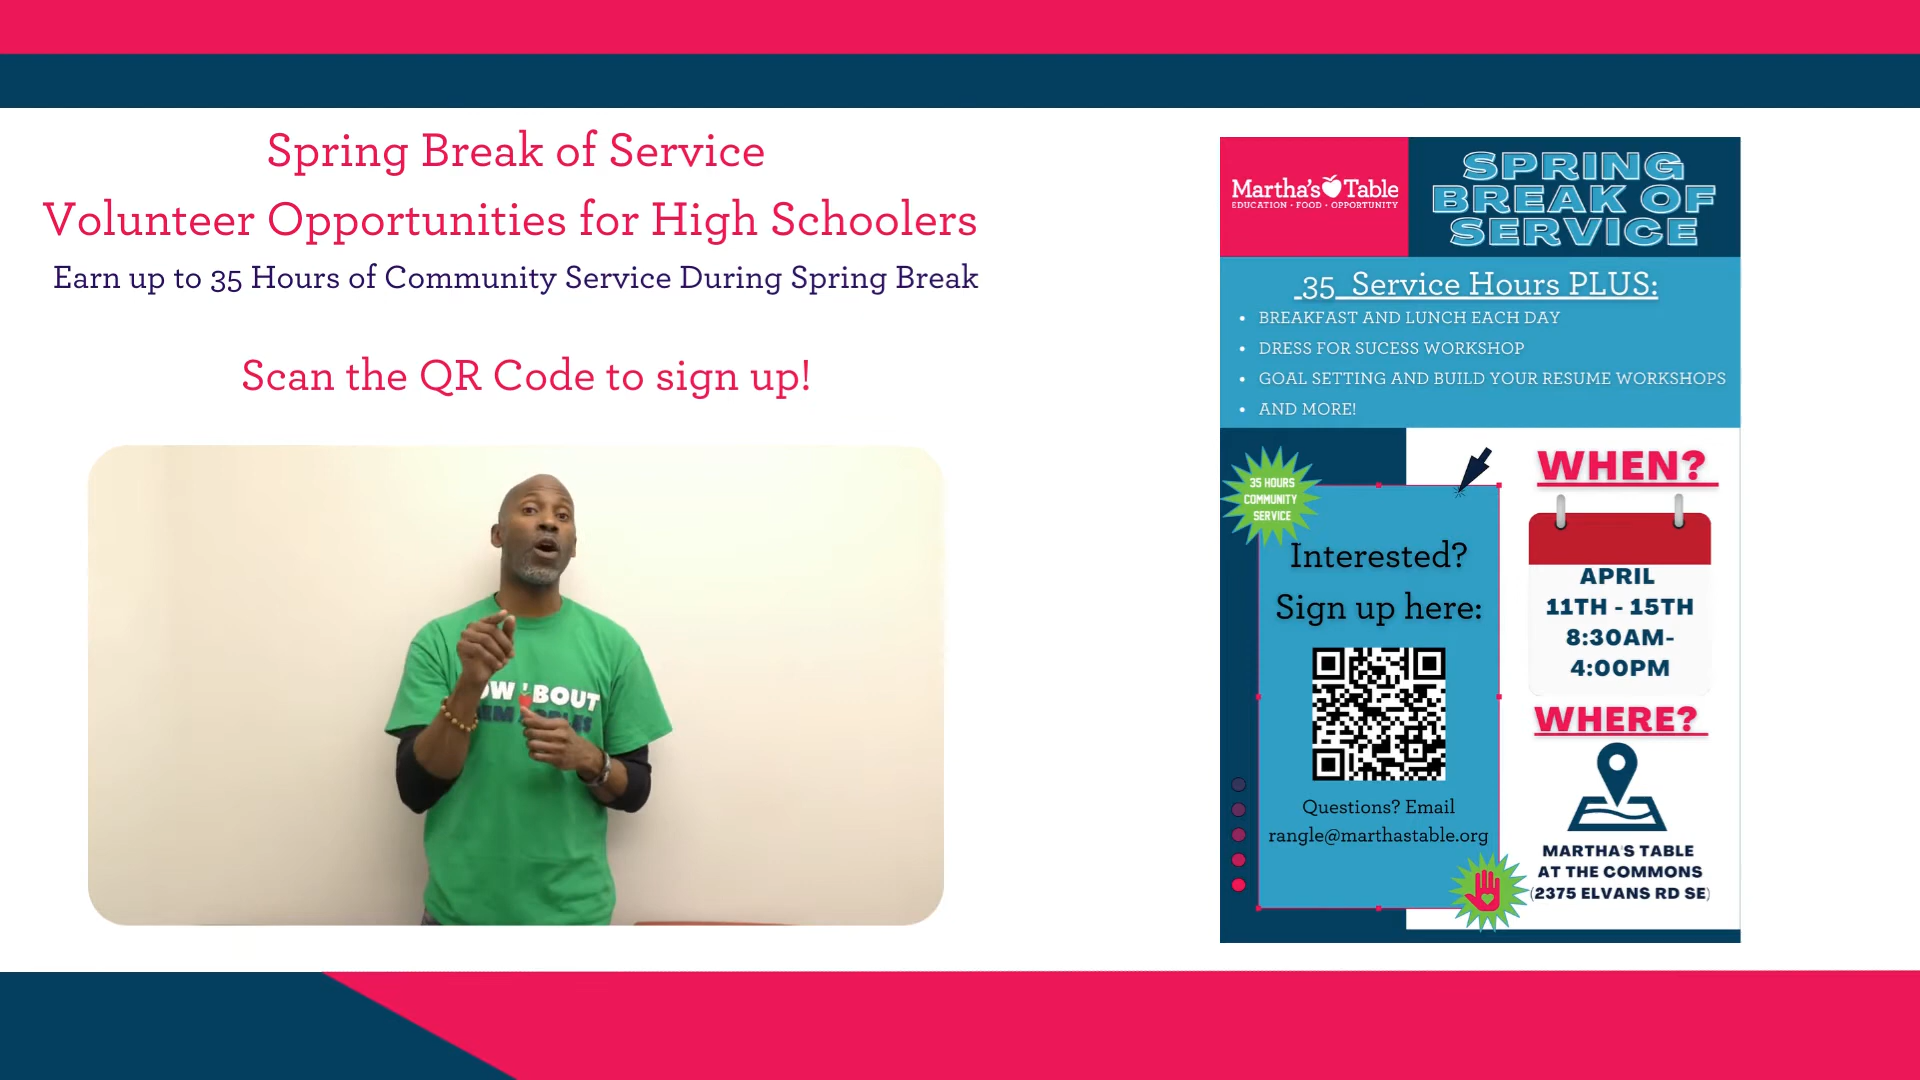 Spring Break of Service
Volunteer Opportunities for High Schoolers
Earn up to 35 Hours of Community Service During Spring Break
Scan the QR Code to sign up!
OW 'BOUT
Martha's Table
EDUCATION • FOOD • OPPORTUNITY
SPRING
BREAK OF
SERVICE
35 Service Hours PLUS:
• BREAKFAST AND LUNCH EACH DAY
• DRESS FOR SUCESS WORKSHOP
• GOAL SETTING AND BUILD YOUR RESUME WORKSHOPS
• AND MORE!
35 HOURS
COMMUNITY
SERVICE
Interested?
Sign up here:
Questions? Email
rangle@marthastable.org
WHEN?
APRIL
11TH - 15TH
8:30AM-
4:00PM
WHERE?
MARTHA'S TABLE
AT THE COMMONS
(2375 ELVANS RD SE)